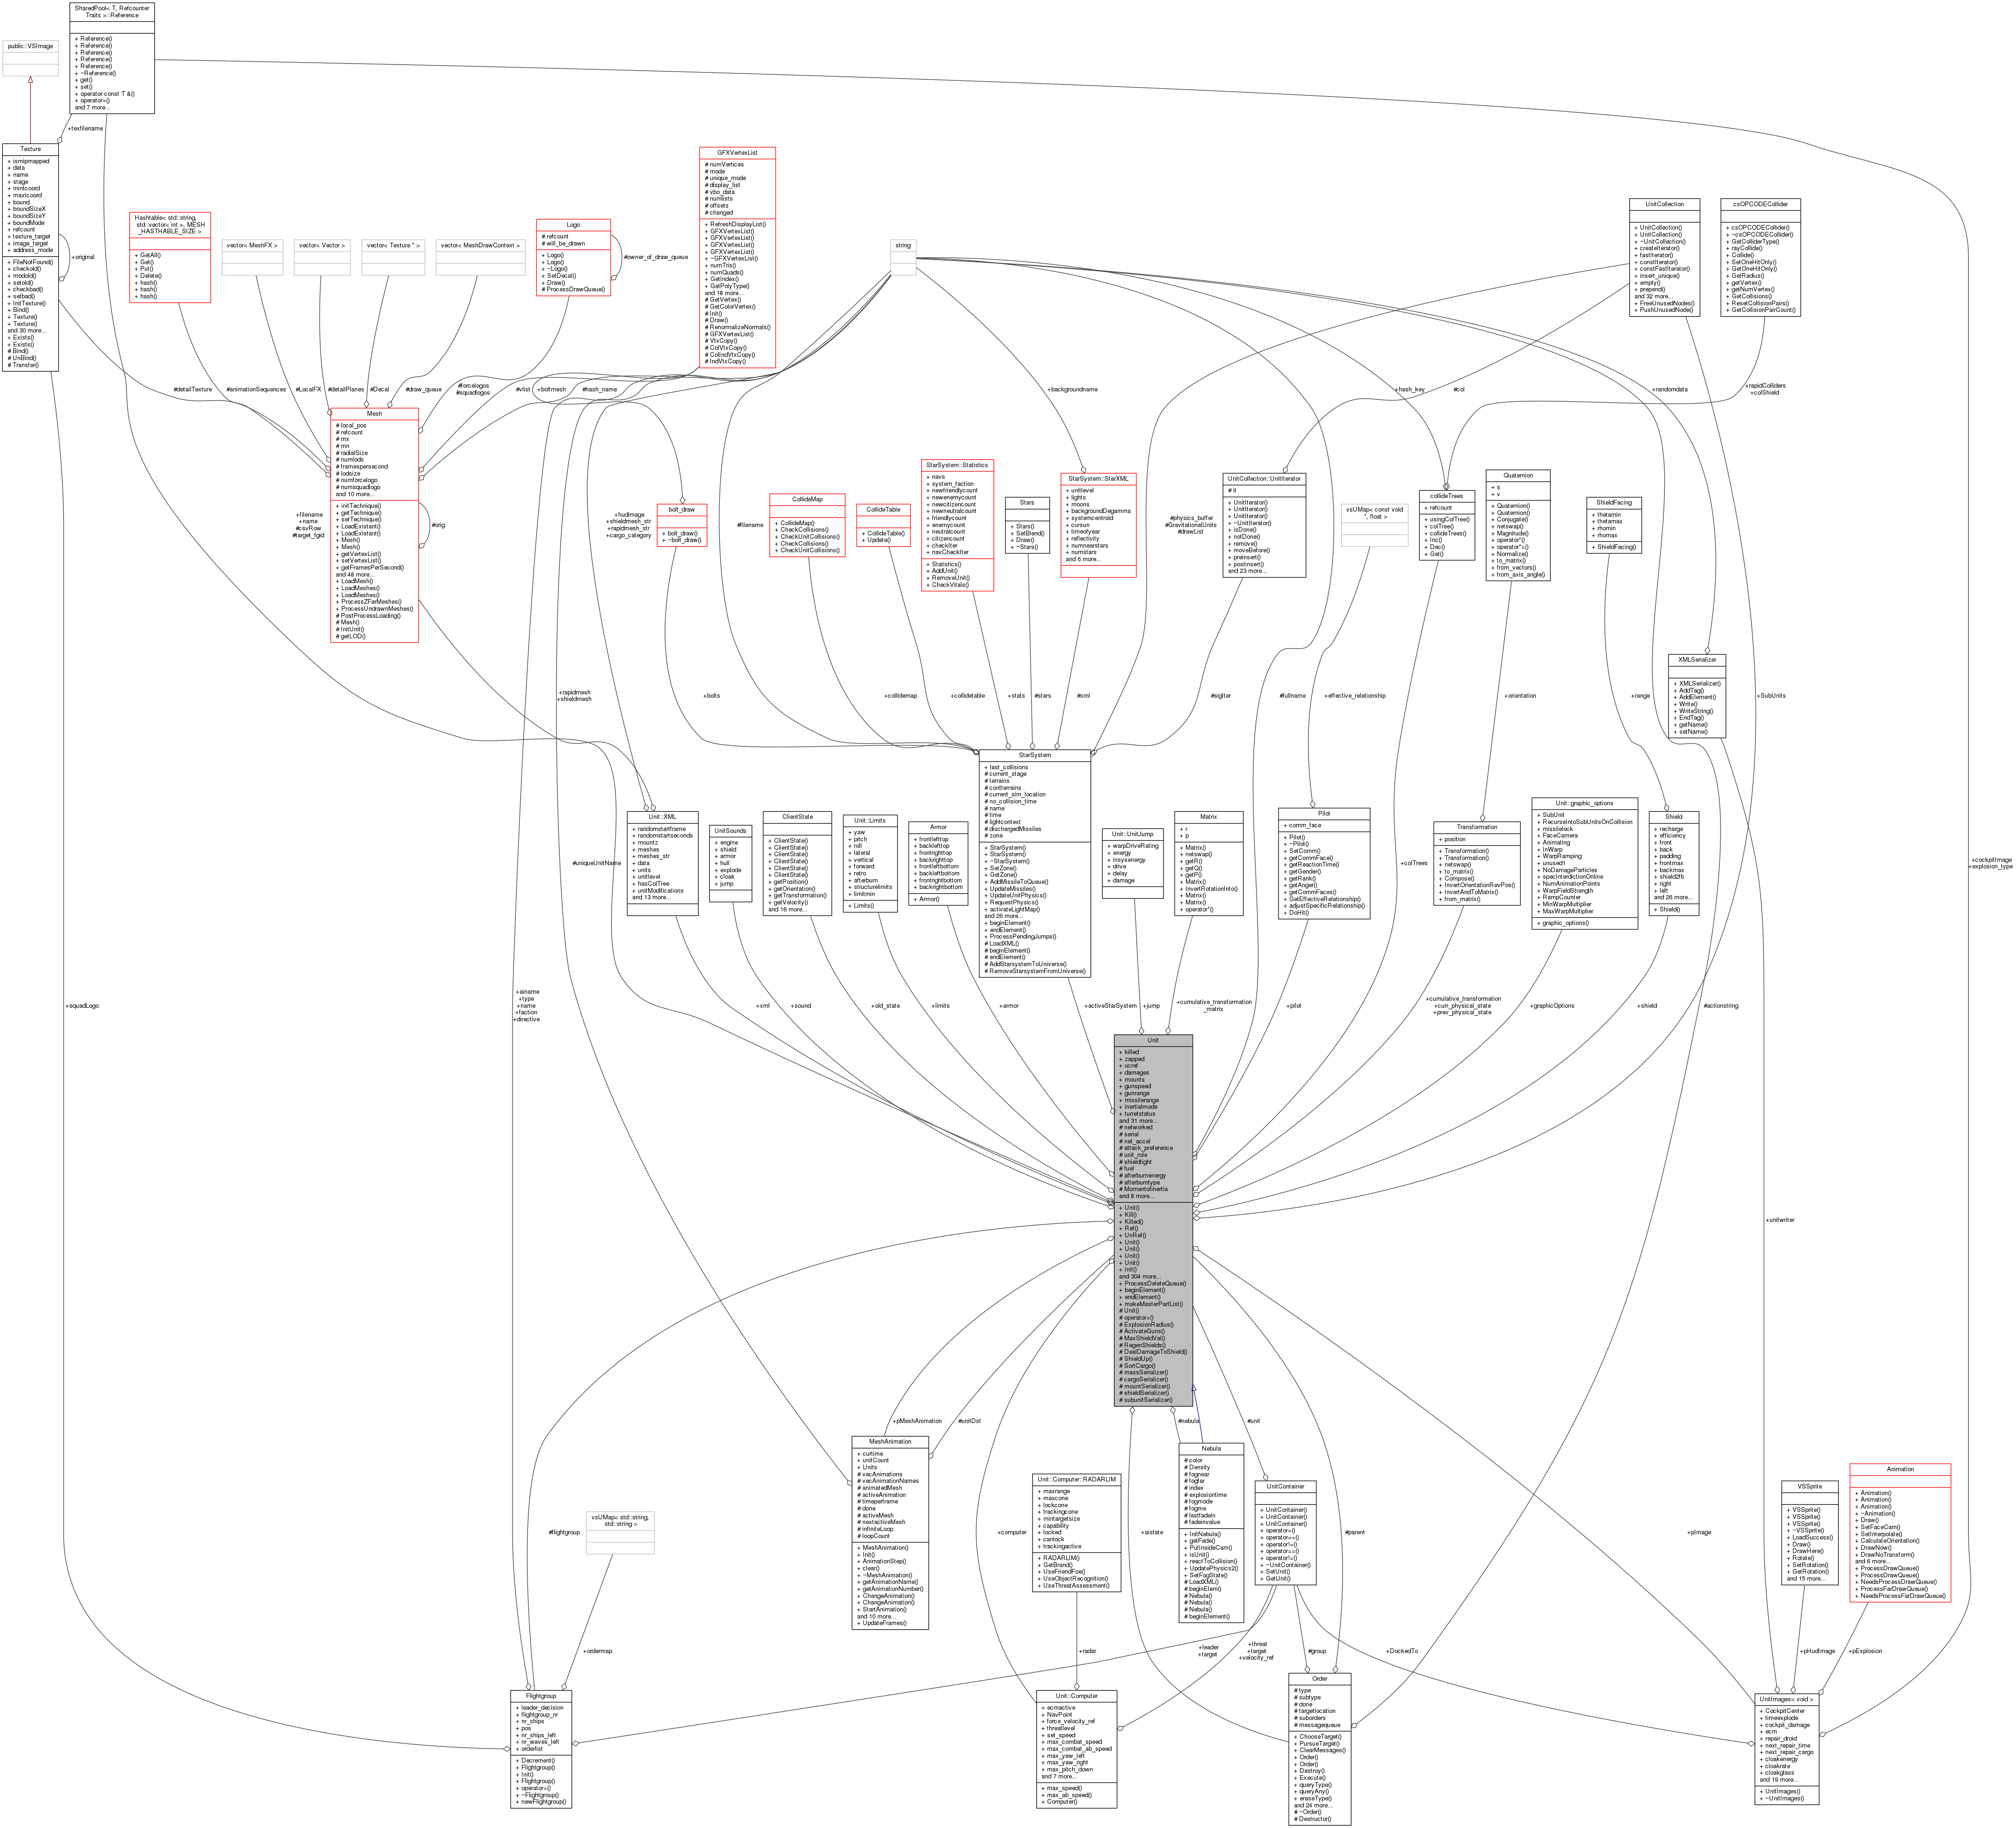 SharedPool< T, Refcounter
Traits >::Reference
+ Reference()
+ Reference()
+ Reference()
+ Reference()
+ Reference()
+ ~Reference()
+ get()
+ set()
+ operator const T &()
+ operator=()
and 7 more...
public::VSImage
+texfilename
Texture
+ ismipmapped
+ data
+ name
+ stage
+ mintcoord
+ maxtcoord
+ bound
+ boundSizeX
+ boundSizeY
+ boundMode
+ refcount
+ texture_target
+ image_target
+ address_mode
+ FileNotFound()
+ checkold()
+ modold()
+ setold()
+ checkbad()
+ setbad()
+ InitTexture()
+ Bind()
+ Texture()
+ Texture()
and 30 more...
+ Exists()
+ Exists()
# Bind()
# UnBind()
# Transfer()
+original
Hashtable< std::string,
std::vector< int >, MESH
_HASTHABLE_SIZE >
+ GetAll()
+ Get()
+ Put()
+ Delete()
+ hash()
+ hash()
+ hash()
vector< MeshFX >
vector< Vector >
vector< Texture * >
vector< MeshDrawContext >
Logo
# refcount
# will_be_drawn
+ Logo()
+ Logo()
+ ~Logo()
+ SetDecal()
+ Draw()
# ProcessDrawQueue()
#owner_of_draw_queue
GFXVertexList
# numVertices
# mode
# unique_mode
# display_list
# vbo_data
# numlists
# offsets
# changed
+ RefreshDisplayList()
+ GFXVertexList()
+ GFXVertexList()
+ GFXVertexList()
+ GFXVertexList()
+ ~GFXVertexList()
+ numTris()
+ numQuads()
+ GetIndex()
+ GetPolyType()
and 18 more...
# GetVertex()
# GetColorVertex()
# Init()
# Draw()
# RenormalizeNormals()
# GFXVertexList()
# VtxCopy()
# ColVtxCopy()
# ColIndVtxCopy()
# IndVtxCopy()
string
UnitCollection
+ UnitCollection()
+ UnitCollection()
+ ~UnitCollection()
+ createIterator()
+ fastIterator()
+ constIterator()
+ constFastIterator()
+ insert_unique()
+ empty()
+ prepend()
and 32 more...
+ FreeUnusedNodes()
+ PushUnusedNode()
csOPCODECollider
+ csOPCODECollider()
+ ~csOPCODECollider()
+ GetColliderType()
+ rayCollide()
+ Collide()
+ SetOneHitOnly()
+ GetOneHitOnly()
+ GetRadius()
+ getVertex()
+ getNumVertex()
+ GetCollisions()
+ ResetCollisionPairs()
+ GetCollisionPairCount()
#detailTexture
#animationSequences
#LocalFX
#detailPlanes
#Decal
#draw_queue
#forcelogos
#squadlogos
#vlist
+boltmesh
#hash_name
+backgroundname
+hash_key
#col
+randomdata
+rapidColliders
+colShield
Mesh
# local_pos
# refcount
# mx
# mn
# radialSize
# numlods
# framespersecond
# lodsize
# numforcelogo
# numsquadlogo
and 10 more...
+ initTechnique()
+ getTechnique()
+ setTechnique()
+ LoadExistant()
+ LoadExistant()
+ Mesh()
+ Mesh()
+ getVertexList()
+ setVertexList()
+ getFramesPerSecond()
and 48 more...
+ LoadMesh()
+ LoadMeshes()
+ LoadMeshes()
+ ProcessZFarMeshes()
+ ProcessUndrawnMeshes()
# PostProcessLoading()
# Mesh()
# InitUnit()
# getLOD()
#orig
+filename
+name
#csvRow
#target_fgid
+hudimage
+shieldmesh_str
+rapidmesh_str
+cargo_category
bolt_draw
+ bolt_draw()
+ ~bolt_draw()
#filename
CollideMap
+ CollideMap()
+ CheckUnitCollisions()
+ CheckCollisions()
+ CheckUnitCollisions()
CollideTable
+ CollideTable()
+ Update()
StarSystem::Statistics
+ navs
+ system_faction
+ newfriendlycount
+ newenemycount
+ newcitizencount
+ newneutralcount
+ friendlycount
+ enemycount
+ neutralcount
+ citizencount
+ checkIter
+ navCheckIter
+ Statistics()
+ AddUnit()
+ RemoveUnit()
+ CheckVitals()
Stars
+ Stars()
+ SetBlend()
+ Draw()
+ ~Stars()
StarSystem::StarXML
+ unitlevel
+ lights
+ moons
+ backgroundDegamma
+ systemcentroid
+ cursun
+ timeofyear
+ reflectivity
+ numnearstars
+ numstars
and 6 more...
#physics_buffer
#GravitationalUnits
#drawList
UnitCollection::UnitIterator
# it
+ UnitIterator()
+ UnitIterator()
+ UnitIterator()
+ ~UnitIterator()
+ isDone()
+ notDone()
+ remove()
+ moveBefore()
+ preinsert()
+ postinsert()
and 23 more...
vsUMap< const void
*, float >
collideTrees
+ refcount
+ usingColTree()
+ colTree()
+ collideTrees()
+ Inc()
+ Dec()
+ Get()
Quaternion
+ s
+ v
+ Quaternion()
+ Quaternion()
+ Conjugate()
+ netswap()
+ Magnitude()
+ operator*()
+ operator*=()
+ Normalize()
+ to_matrix()
+ from_vectors()
+ from_axis_angle()
ShieldFacing
+ thetamin
+ thetamax
+ rhomin
+ rhomax
+ ShieldFacing()
XMLSerializer
+ XMLSerializer()
+ AddTag()
+ AddElement()
+ Write()
+ WriteString()
+ EndTag()
+ getName()
+ setName()
+rapidmesh
+shieldmesh
+bolts
+collidemap
+collidetable
+stats
#stars
#xml
#sigIter
#fullname
+effective_relationship
+orientation
+range
+SubUnits
StarSystem
+ last_collisions
# current_stage
# terrains
# contterrains
# current_sim_location
# no_collision_time
# name
# time
# lightcontext
# dischargedMissiles
# zone
+ StarSystem()
+ StarSystem()
+ ~StarSystem()
+ SetZone()
+ GetZone()
+ AddMissileToQueue()
+ UpdateMissiles()
+ UpdateUnitPhysics()
+ RequestPhysics()
+ activateLightMap()
and 26 more...
+ beginElement()
+ endElement()
+ ProcessPendingJumps()
# LoadXML()
# beginElement()
# endElement()
# AddStarsystemToUniverse()
# RemoveStarsystemFromUniverse()
#uniqueUnitName
Unit::XML
+ randomstartframe
+ randomstartseconds
+ mountz
+ meshes
+ meshes_str
+ data
+ units
+ unitlevel
+ hasColTree
+ unitModifications
and 13 more...
UnitSounds
+ engine
+ shield
+ armor
+ hull
+ explode
+ cloak
+ jump
ClientState
+ ClientState()
+ ClientState()
+ ClientState()
+ ClientState()
+ ClientState()
+ ClientState()
+ getPosition()
+ getOrientation()
+ getTransformation()
+ getVelocity()
and 16 more...
Unit::Limits
+ yaw
+ pitch
+ roll
+ lateral
+ vertical
+ forward
+ retro
+ afterburn
+ structurelimits
+ limitmin
+ Limits()
Armor
+ frontlefttop
+ backlefttop
+ frontrighttop
+ backrighttop
+ frontleftbottom
+ backleftbottom
+ frontrightbottom
+ backrightbottom
+ Armor()
Unit::UnitJump
+ warpDriveRating
+ energy
+ insysenergy
+ drive
+ delay
+ damage
Matrix
+ r
+ p
+ Matrix()
+ netswap()
+ getR()
+ getQ()
+ getP()
+ Matrix()
+ InvertRotationInto()
+ Matrix()
+ Matrix()
+ operator*()
Pilot
+ comm_face
+ Pilot()
+ ~Pilot()
+ SetComm()
+ getCommFace()
+ getReactionTime()
+ getGender()
+ getRank()
+ getAnger()
+ getCommFaces()
+ GetEffectiveRelationship()
+ adjustSpecificRelationship()
+ DoHit()
+colTrees
Transformation
+ position
+ Transformation()
+ Transformation()
+ netswap()
+ to_matrix()
+ Compose()
+ InvertOrientationRevPos()
+ InvertAndToMatrix()
+ from_matrix()
Unit::graphic_options
+ SubUnit
+ RecurseIntoSubUnitsOnCollision
+ missilelock
+ FaceCamera
+ Animating
+ InWarp
+ WarpRamping
+ unused1
+ NoDamageParticles
+ specInterdictionOnline
+ NumAnimationPoints
+ WarpFieldStrength
+ RampCounter
+ MinWarpMultiplier
+ MaxWarpMultiplier
+ graphic_options()
Shield
+ recharge
+ efficiency
+ front
+ back
+ padding
+ frontmax
+ backmax
+ shield2fb
+ right
+ left
and 26 more...
+ Shield()
+cockpitImage
+explosion_type
+squadLogo
+ainame
+type
+name
+faction
+directive
+xml
+sound
+old_state
+limits
+armor
+activeStarSystem
+jump
+cumulative_transformation
_matrix
+pilot
+cumulative_transformation
+curr_physical_state
+prev_physical_state
+graphicOptions
+shield
#actionstring
Unit
+ killed
+ zapped
+ ucref
+ damages
+ mounts
+ gunspeed
+ gunrange
+ missilerange
+ inertialmode
+ turretstatus
and 31 more...
# networked
# serial
# net_accel
# attack_preference
# unit_role
# shieldtight
# fuel
# afterburnenergy
# afterburntype
# MomentofInertia
and 8 more...
+ Unit()
+ Kill()
+ Killed()
+ Ref()
+ UnRef()
+ Unit()
+ Unit()
+ Unit()
+ Unit()
+ Init()
and 304 more...
+ ProcessDeleteQueue()
+ beginElement()
+ endElement()
+ makeMasterPartList()
# Unit()
# operator=()
# ExplosionRadius()
# ActivateGuns()
# MaxShieldVal()
# RegenShields()
# DealDamageToShield()
# ShieldUp()
# SortCargo()
# massSerializer()
# cargoSerializer()
# mountSerializer()
# shieldSerializer()
# subunitSerializer()
+unitwriter
+pMeshAnimation
#unitDst
#nebula
#unit
MeshAnimation
+ curtime
+ unitCount
+ Units
# vecAnimations
# vecAnimationNames
# animatedMesh
# activeAnimation
# timeperframe
# done
# activeMesh
# nextactiveMesh
# infiniteLoop
# loopCount
+ MeshAnimation()
+ Init()
+ AnimationStep()
+ clear()
+ ~MeshAnimation()
+ getAnimationName()
+ getAnimationNumber()
+ ChangeAnimation()
+ ChangeAnimation()
+ StartAnimation()
and 10 more...
+ UpdateFrames()
Nebula
# color
# Density
# fognear
# fogfar
# index
# explosiontime
# fogmode
# fogme
# lastfadein
# fadeinvalue
+ InitNebula()
+ getFade()
+ PutInsideCam()
+ isUnit()
+ reactToCollision()
+ UpdatePhysics2()
+ SetFogState()
# LoadXML()
# beginElem()
# Nebula()
# Nebula()
# Nebula()
# beginElement()
Unit::Computer::RADARLIM
+ maxrange
+ maxcone
+ lockcone
+ trackingcone
+ mintargetsize
+ capability
+ locked
+ canlock
+ trackingactive
+ RADARLIM()
+ GetBrand()
+ UseFriendFoe()
+ UseObjectRecognition()
+ UseThreatAssessment()
UnitContainer
+ UnitContainer()
+ UnitContainer()
+ UnitContainer()
+ operator=()
+ operator==()
+ operator!=()
+ operator==()
+ operator!=()
+ ~UnitContainer()
+ SetUnit()
+ GetUnit()
VSSprite
+ VSSprite()
+ VSSprite()
+ VSSprite()
+ ~VSSprite()
+ LoadSuccess()
+ Draw()
+ DrawHere()
+ Rotate()
+ SetRotation()
+ GetRotation()
and 15 more...
Animation
+ Animation()
+ Animation()
+ Animation()
+ ~Animation()
+ Draw()
+ SetFaceCam()
+ SetInterpolate()
+ CalculateOrientation()
+ DrawNow()
+ DrawNoTransform()
and 6 more...
+ ProcessDrawQueue()
+ ProcessDrawQueue()
+ NeedsProcessDrawQueue()
+ ProcessFarDrawQueue()
+ NeedsProcessFarDrawQueue()
#flightgroup
vsUMap< std::string,
std::string >
+computer
+aistate
#parent
+pImage
+ordermap
+radar
+leader
+target
+threat
+target
+velocity_ref
#group
+DockedTo
+pHudImage
+pExplosion
Flightgroup
+ leader_decision
+ flightgroup_nr
+ nr_ships
+ pos
+ nr_ships_left
+ nr_waves_left
+ orderlist
+ Decrement()
+ Flightgroup()
+ Init()
+ Flightgroup()
+ operator=()
+ ~Flightgroup()
+ newFlightgroup()
Unit::Computer
+ ecmactive
+ NavPoint
+ force_velocity_ref
+ threatlevel
+ set_speed
+ max_combat_speed
+ max_combat_ab_speed
+ max_yaw_left
+ max_yaw_right
+ max_pitch_down
and 7 more...
+ max_speed()
+ max_ab_speed()
+ Computer()
Order
# type
# subtype
# done
# targetlocation
# suborders
# messagequeue
+ ChooseTarget()
+ PursueTarget()
+ ClearMessages()
+ Order()
+ Order()
+ Destroy()
+ Execute()
+ queryType()
+ queryAny()
+ eraseType()
and 24 more...
# ~Order()
# Destructor()
UnitImages< void >
+ CockpitCenter
+ timeexplode
+ cockpit_damage
+ ecm
+ repair_droid
+ next_repair_time
+ next_repair_cargo
+ cloakenergy
+ cloakrate
+ cloakglass
and 19 more...
+ UnitImages()
+ ~UnitImages()